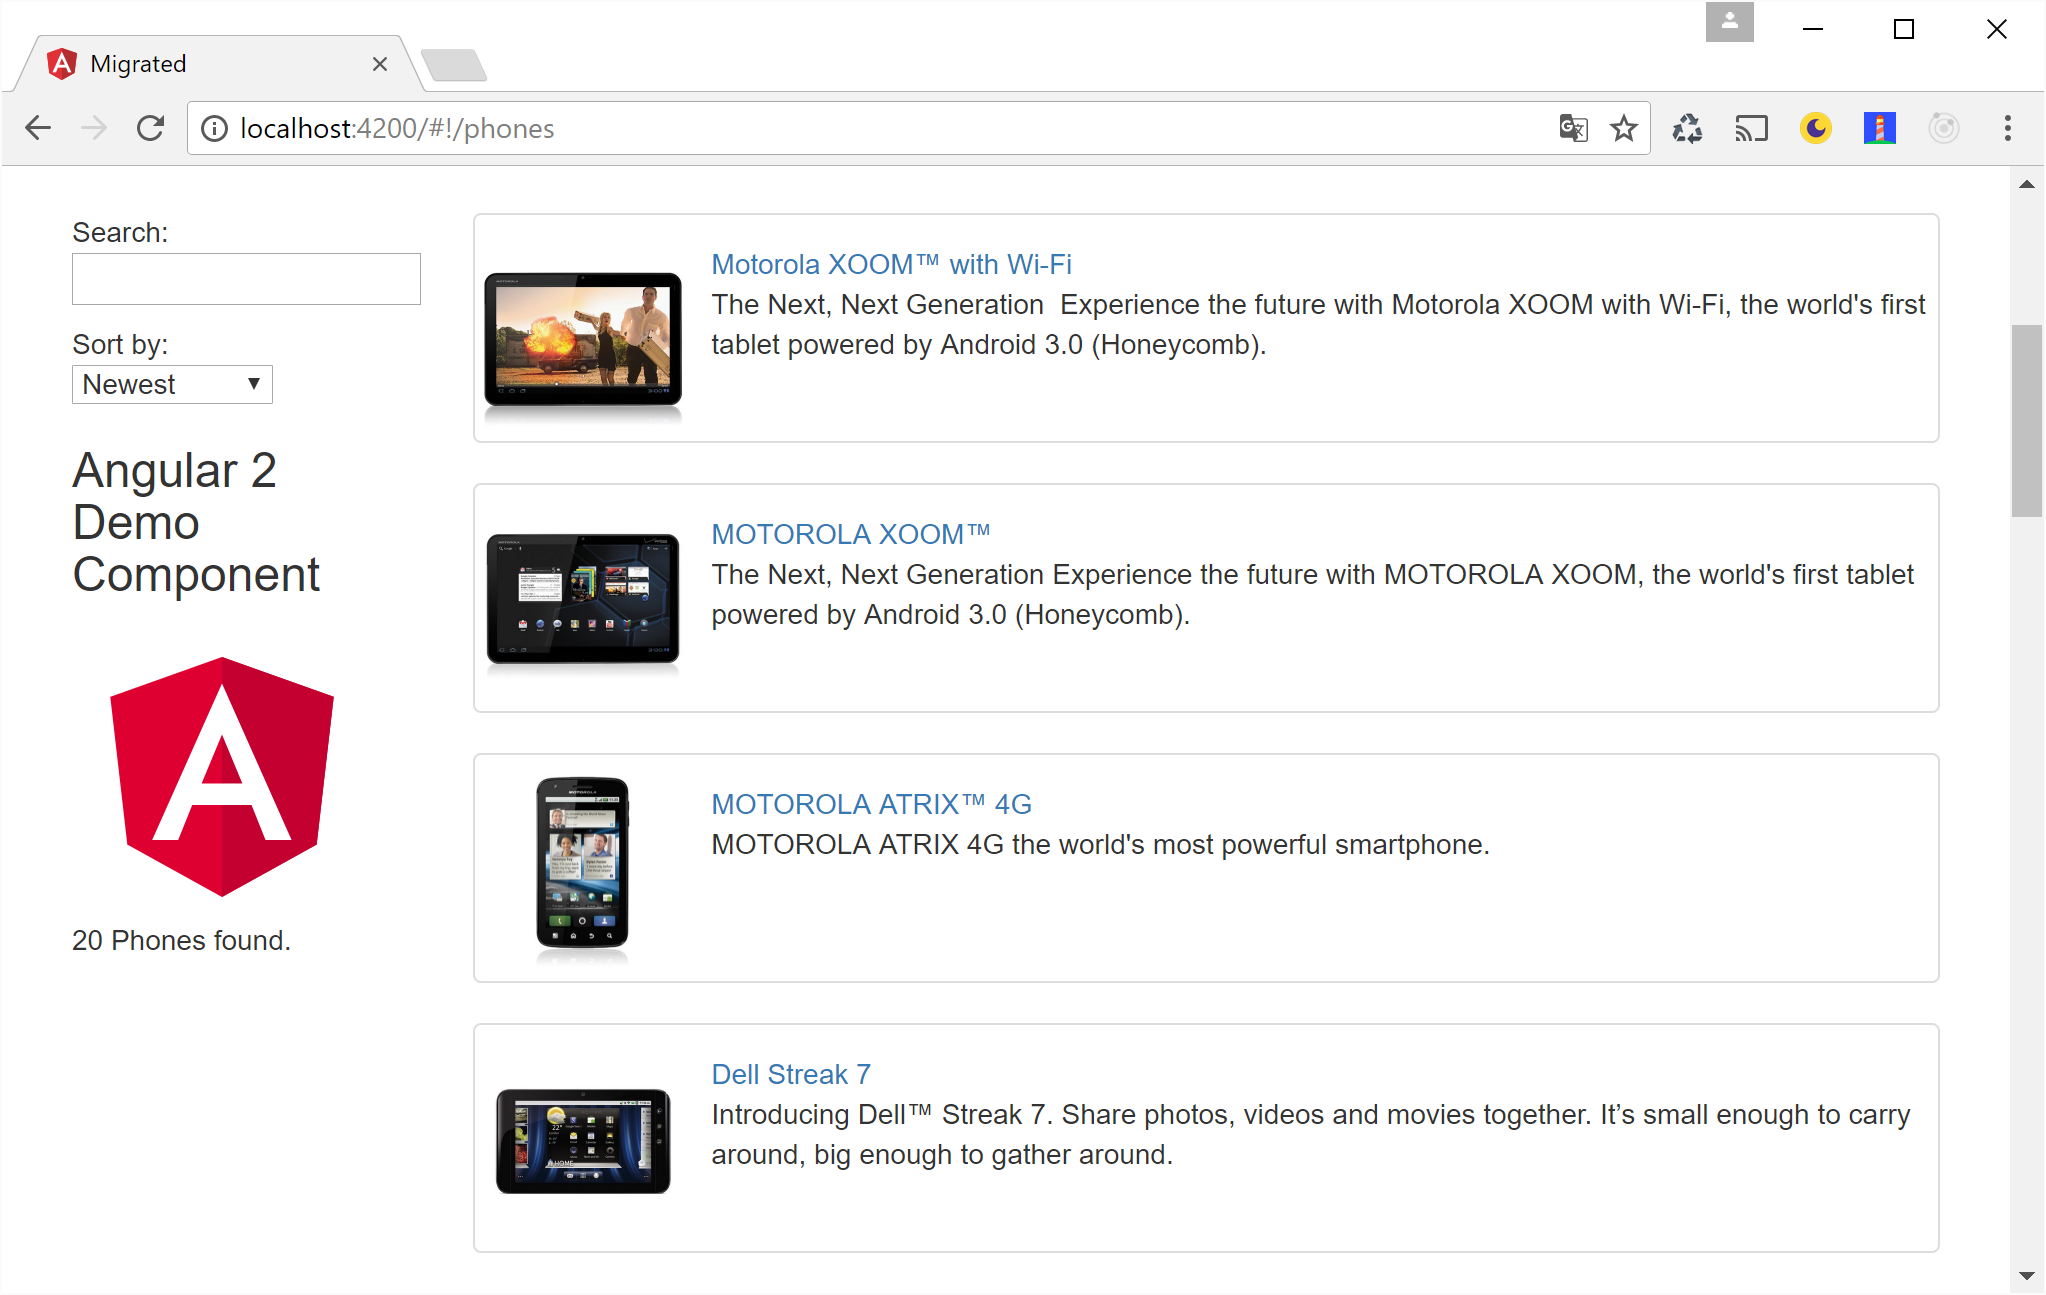 Migrated
localhost:4200/#!/phones
Search:
Sort by:
Newest
Angular 2
Demo
Component
20 Phones found.
Motorola XOOM™ with Wi-Fi
The Next, Next Generation  Experience the future with Motorola XOOM with Wi-Fi, the world's first
tablet powered by Android 3.0 (Honeycomb).
MOTOROLA XOOM™
The Next, Next Generation Experience the future with MOTOROLA XOOM, the world's first tablet
powered by Android 3.0 (Honeycomb).
MOTOROLA ATRIX™ 4G
MOTOROLA ATRIX 4G the world's most powerful smartphone.
Dell Streak 7
Introducing Dell™ Streak 7. Share photos, videos and movies together. It’s small enough to carry
around, big enough to gather around.